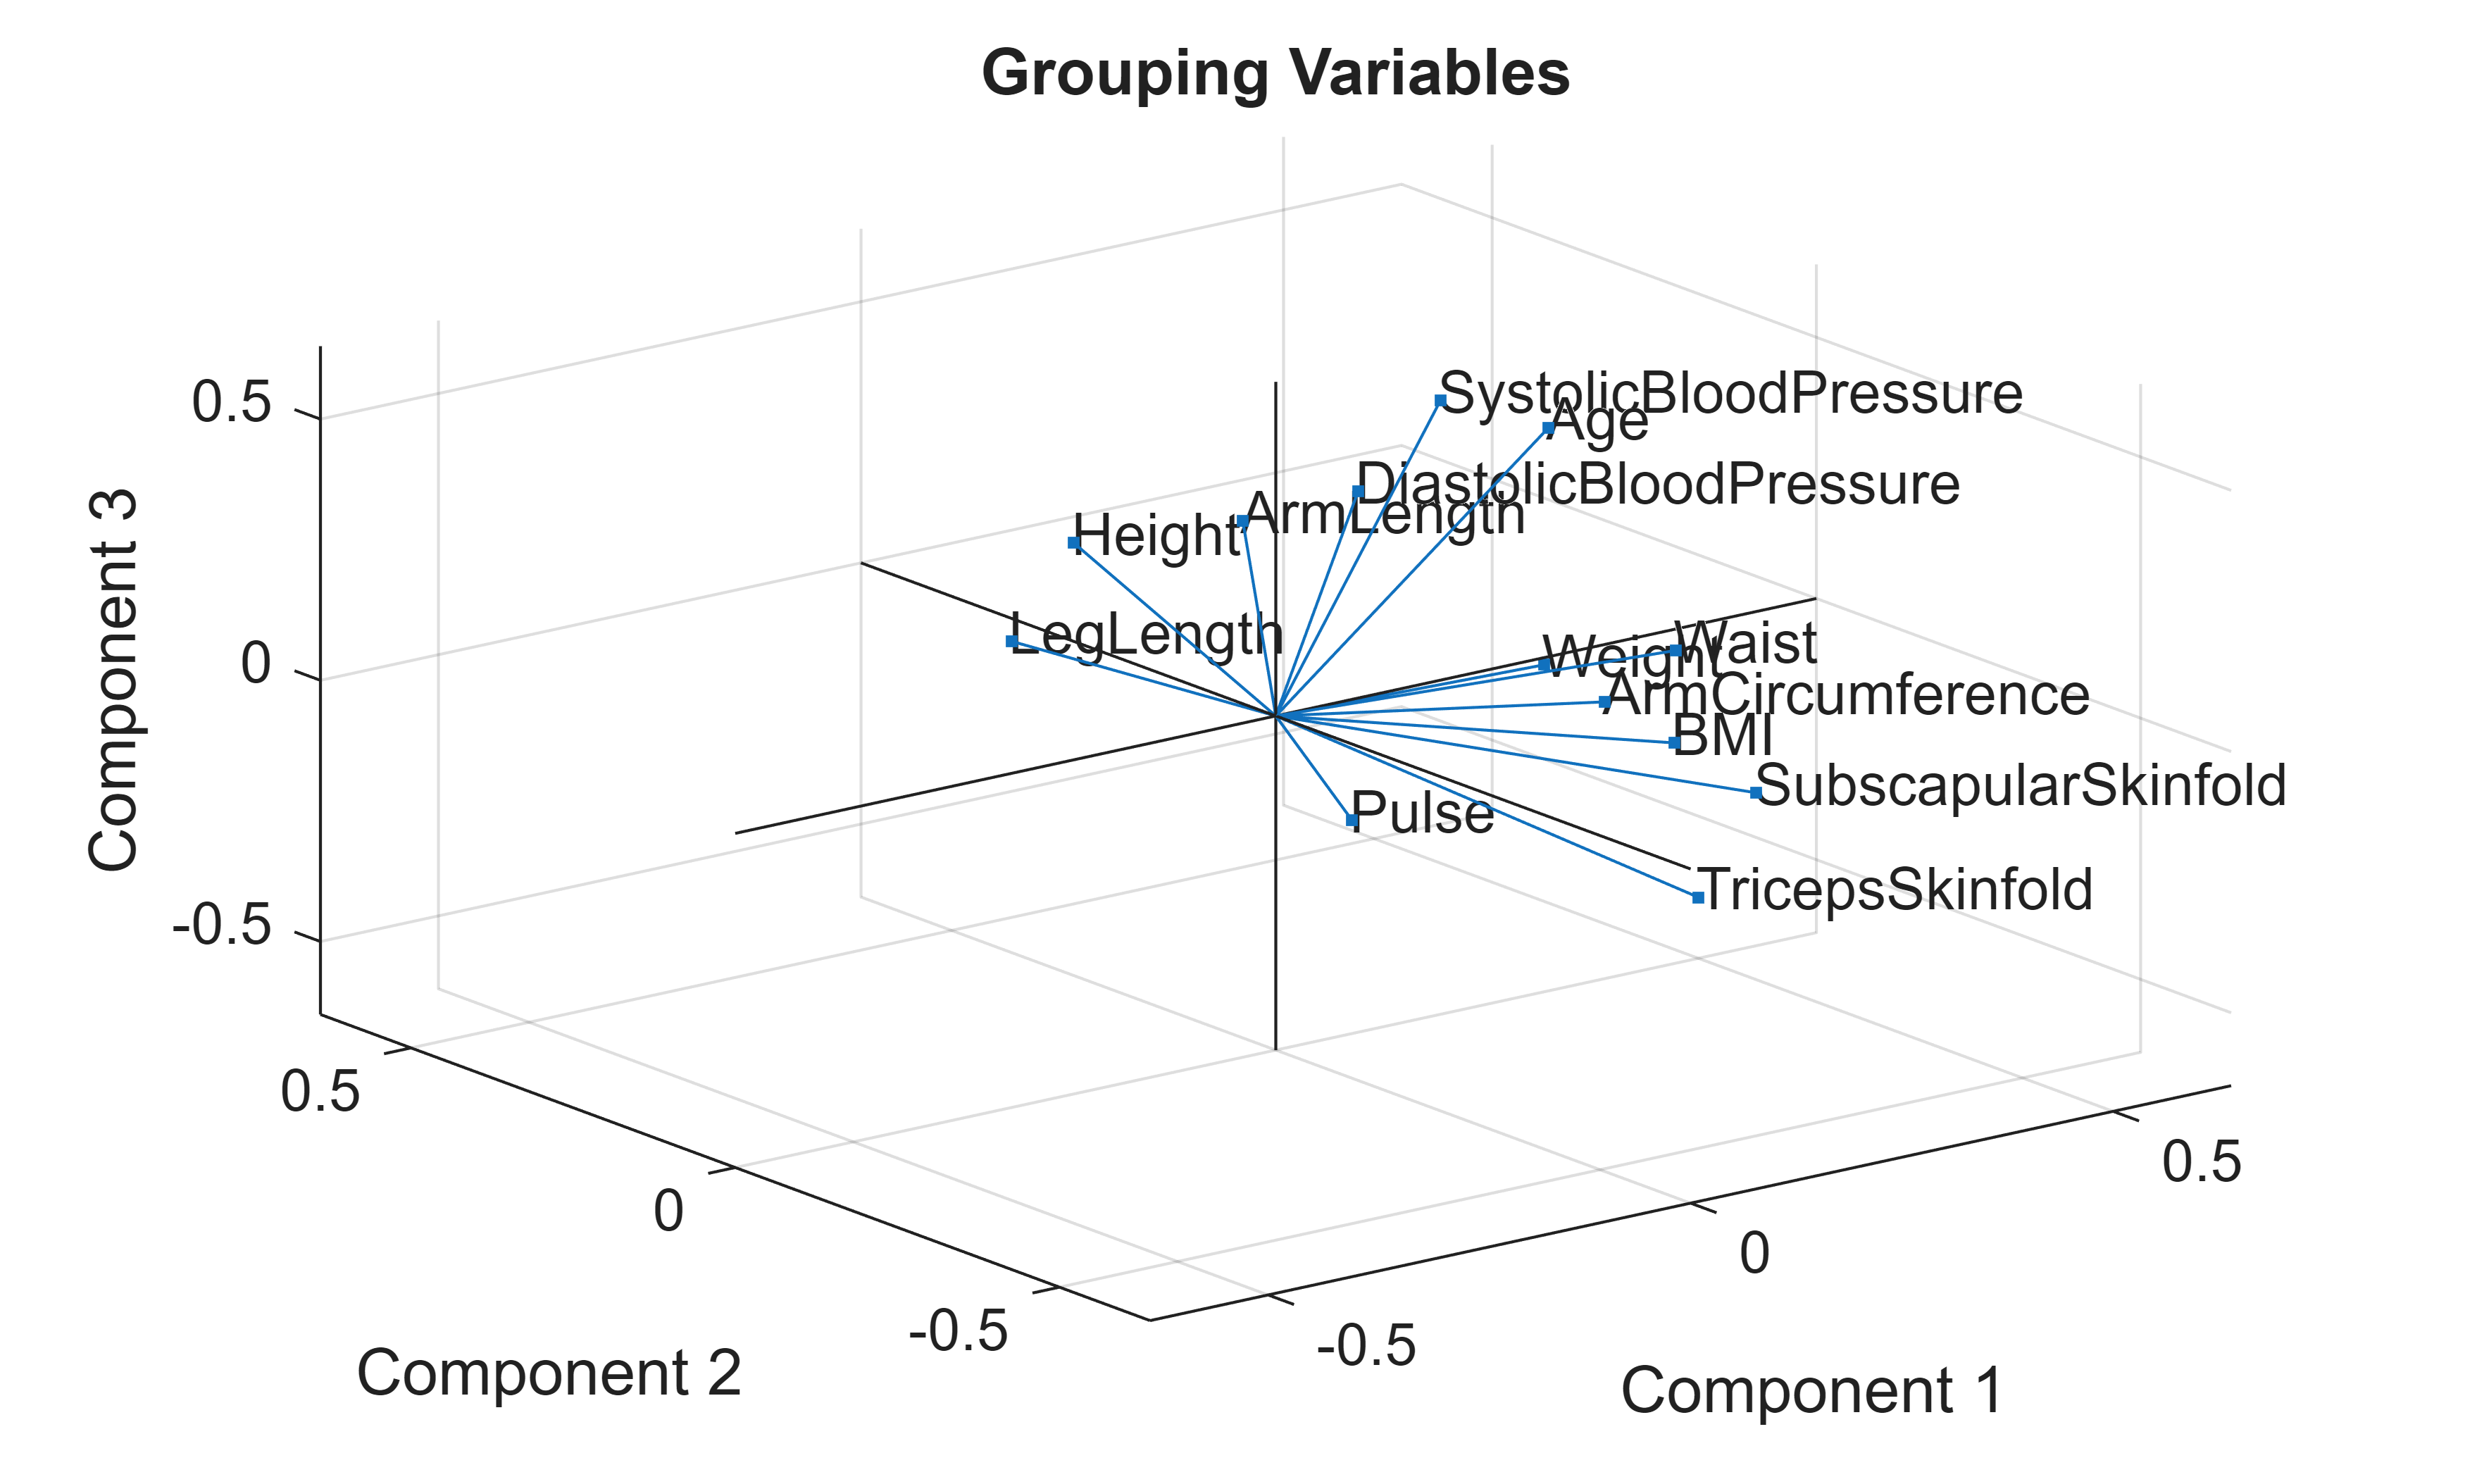 Grouping Variables
SystolicBloodPressure
Age
DiastolicBloodPressure
ArmLength
Height
LegLength
Weight
Waist
ArmCircumference
BMI
SubscapularSkinfold
Pulse
TricepsSkinfold
0.5
0
-0.5
Component 3
0.5
0
-0.5
Component 2
0.5
0
-0.5
Component 1